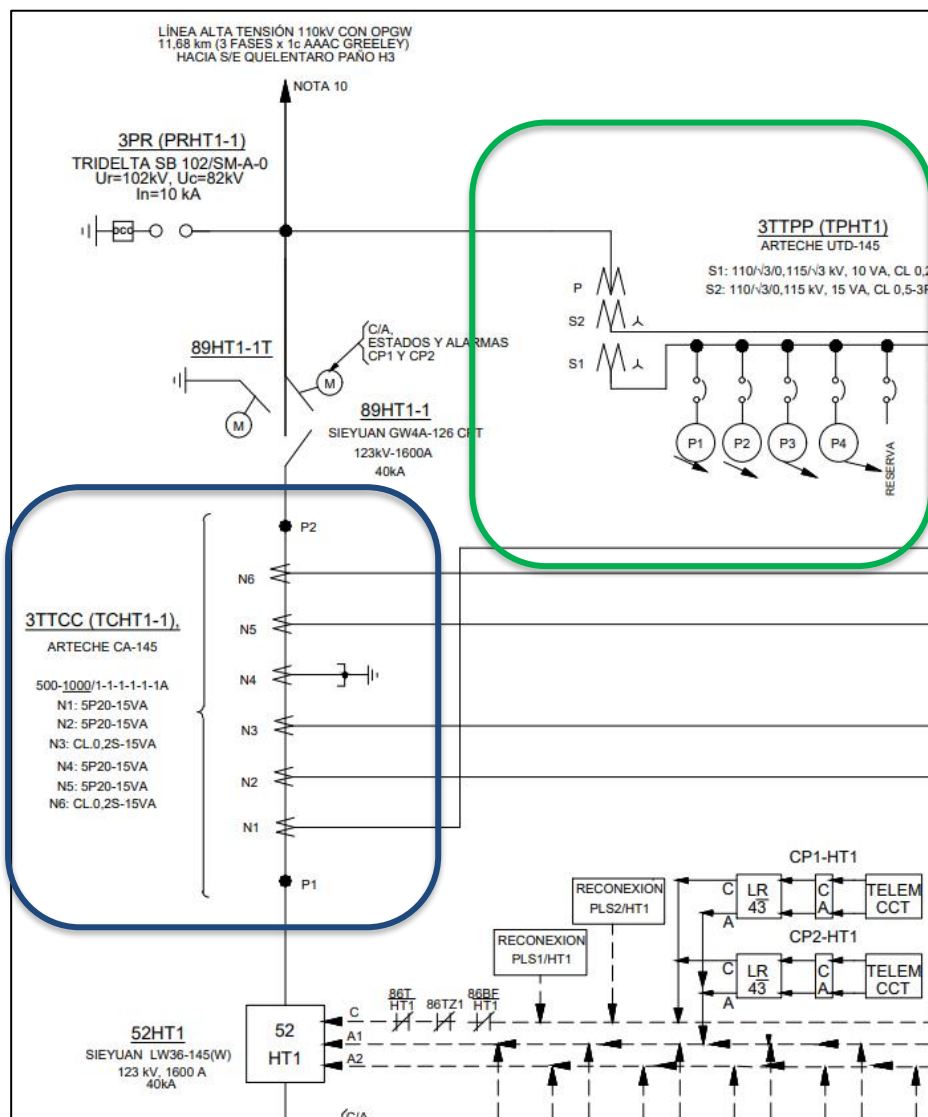 LÍNEA ALTA TENSIÓN 110kV CON OPGW
11,68 km (3 FASES x 1c AAAC GREELEY)
HACIA S/E QUELENTARO PAÑO H3
NOTA 10
3PR (PRHT1-1)
TRIDELTA SB 102/SM-A-0
Ur=102kV, Uc=82kV
In=10 kA
DCO
3TTPP (TPHT1)
ARTECHE UTD-145
S1: 110/√3/0,115/√3 kV, 10 VA, CL 0,2
S2: 110/√3/0,115 kV, 15 VA, CL 0,5-3P
P
S2
S1
P1
P2
P3
P4
RESERVA
C/A,
ESTADOS Y ALARMAS
CP1 Y CP2
89HT1-1T
M
M
89HT1-1
SIEYUAN GW4A-126 CPT
123kV-1600A
40kA
P2
N6
N5
N4
N3
N2
N1
P1
3TTCC (TCHT1-1),
ARTECHE CA-145
500-1000/1-1-1-1-1-1A
N1: 5P20-15VA
N2: 5P20-15VA
N3: CL.0,2S-15VA
N4: 5P20-15VA
N5: 5P20-15VA
N6: CL.0,2S-15VA
CP1-HT1
C
A
LR
43
C
A
TELEM
CCT
CP2-HT1
C
A
LR
43
C
A
TELEM
CCT
RECONEXION
PLS2/HT1
RECONEXION
PLS1/HT1
86T
HT1
86TZ1
86BF
HT1
C
A1
A2
52
HT1
52HT1
SIEYUAN LW36-145(W)
123 kV, 1600 A
40kA
C/A